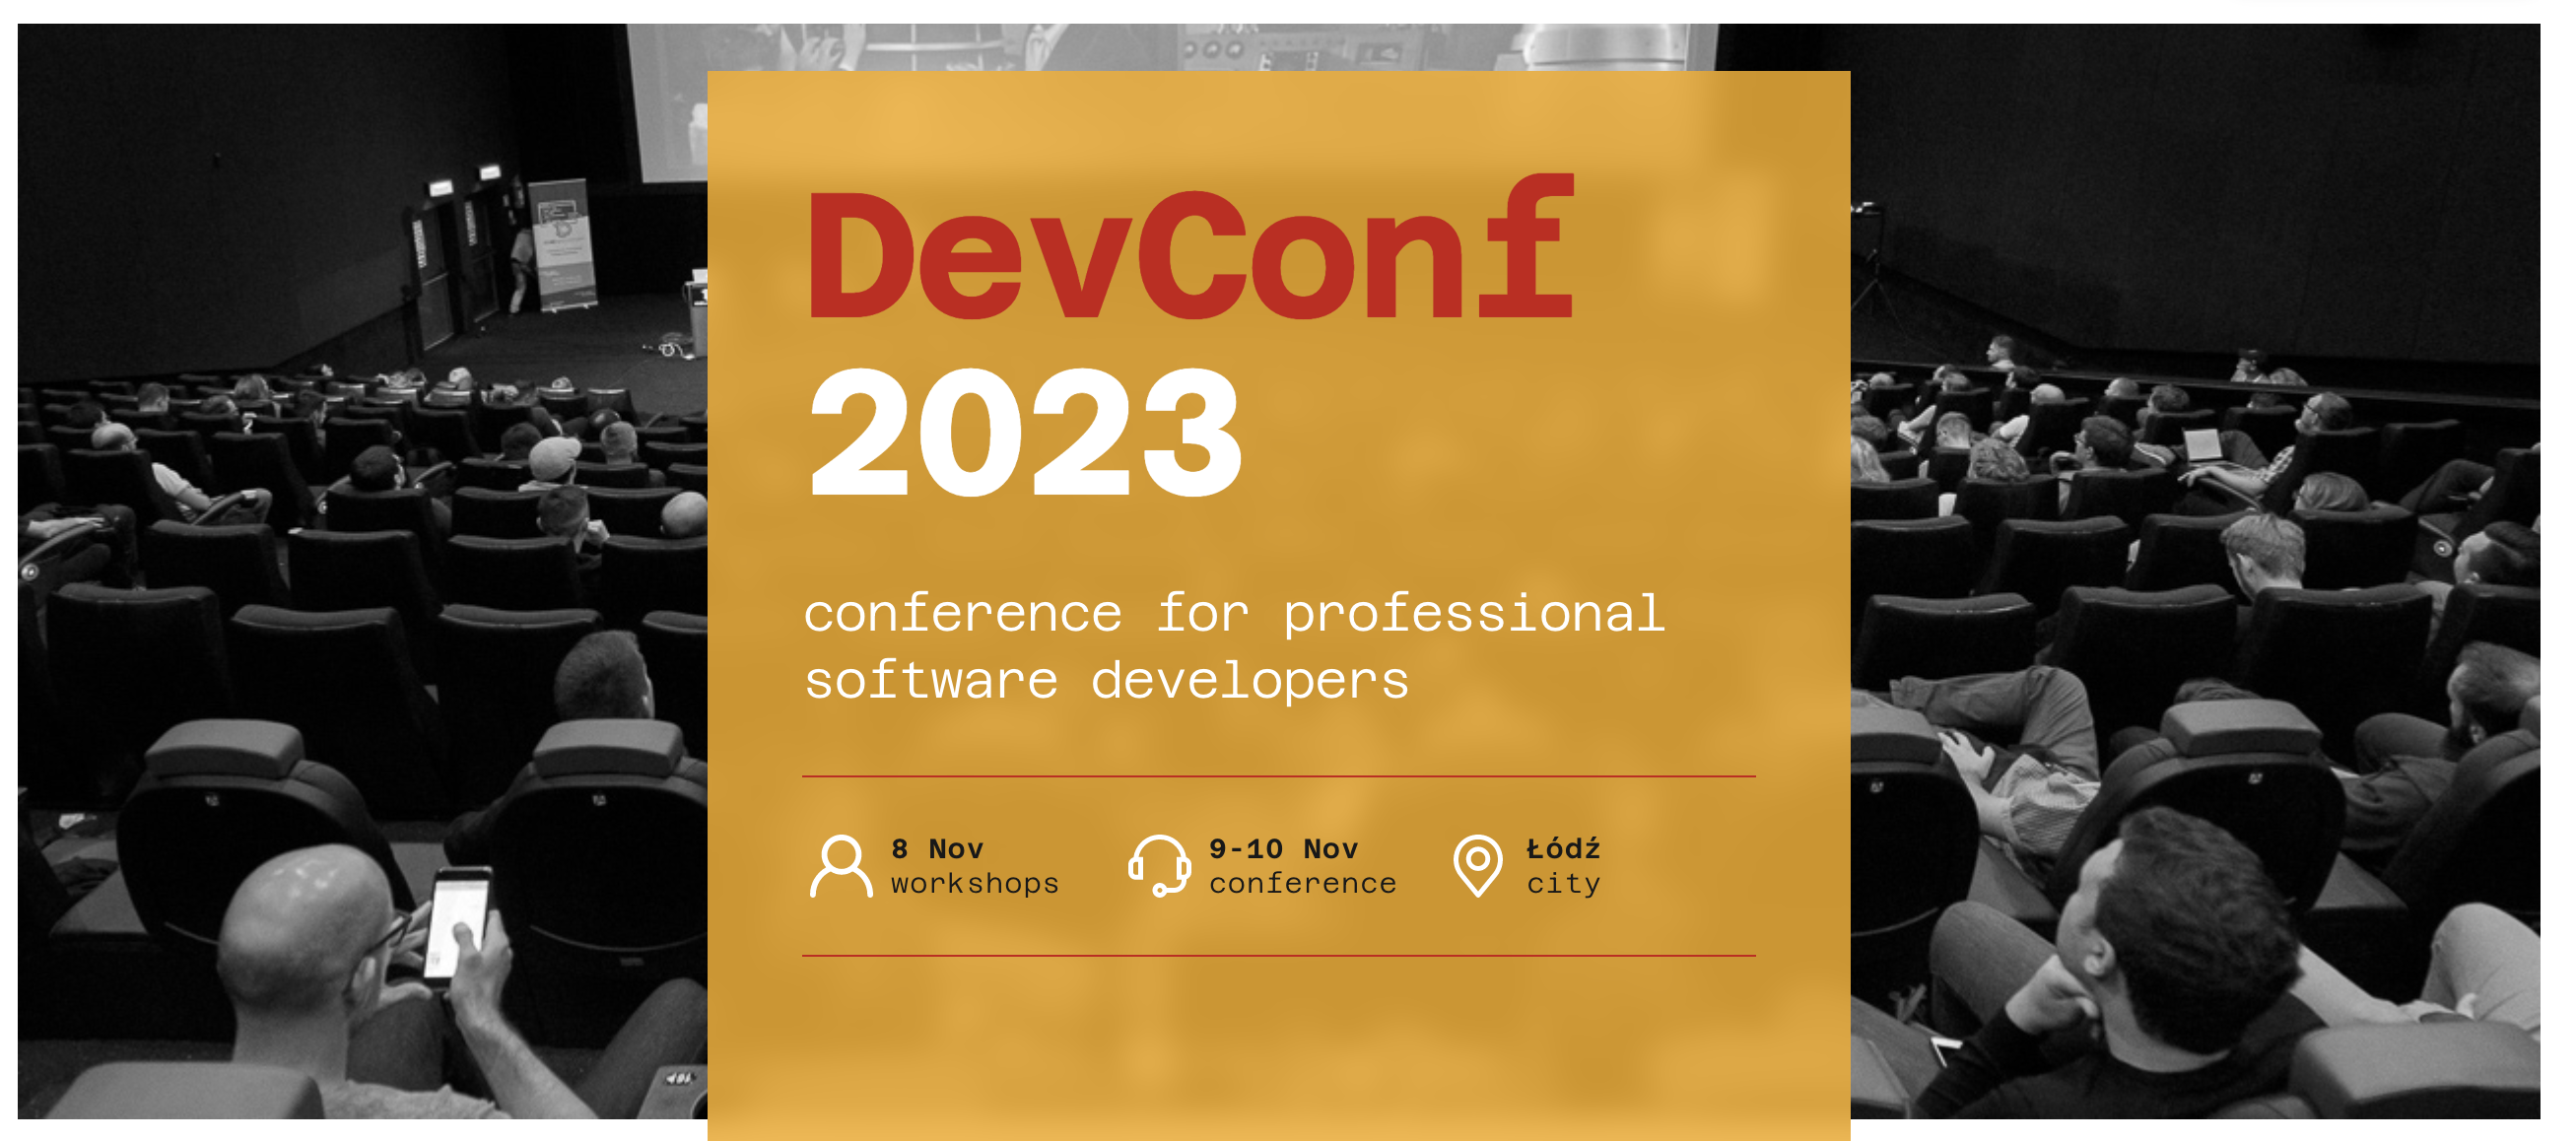 DevConf
2023
conference for professional
software developers
8 Nov
workshops
9-10 Nov
conference
Łódź
city